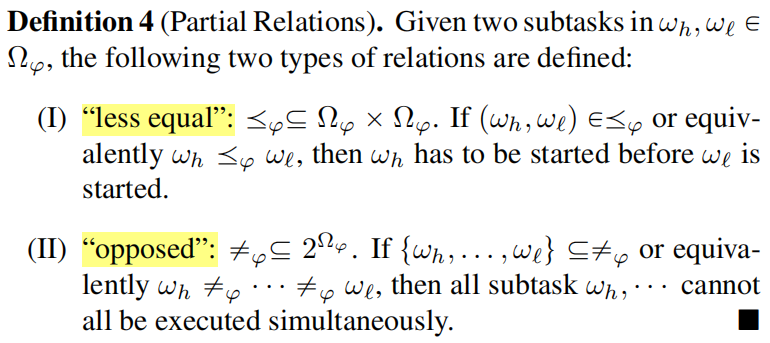 Definition 4 (Partial Relations). Given two subtasks in ωₕ, ωℓ ∈
Ωφ, the following two types of relations are defined:
(I) “less equal”: ⪯φ⊆ Ωφ × Ωφ. If (ωₕ, ωℓ) ∈⪯φ or equiv-
alently ωₕ ⪯φ ωℓ, then ωₕ has to be started before ωℓ is
started.
(II) “opposed”: ≠φ⊆ 2^Ωφ. If {ωₕ, . . . , ωℓ} ⊆≠φ or equiva-
lently ωₕ ≠φ · · · ≠φ ωℓ, then all subtask ωₕ, · · · cannot
all be executed simultaneously. ■